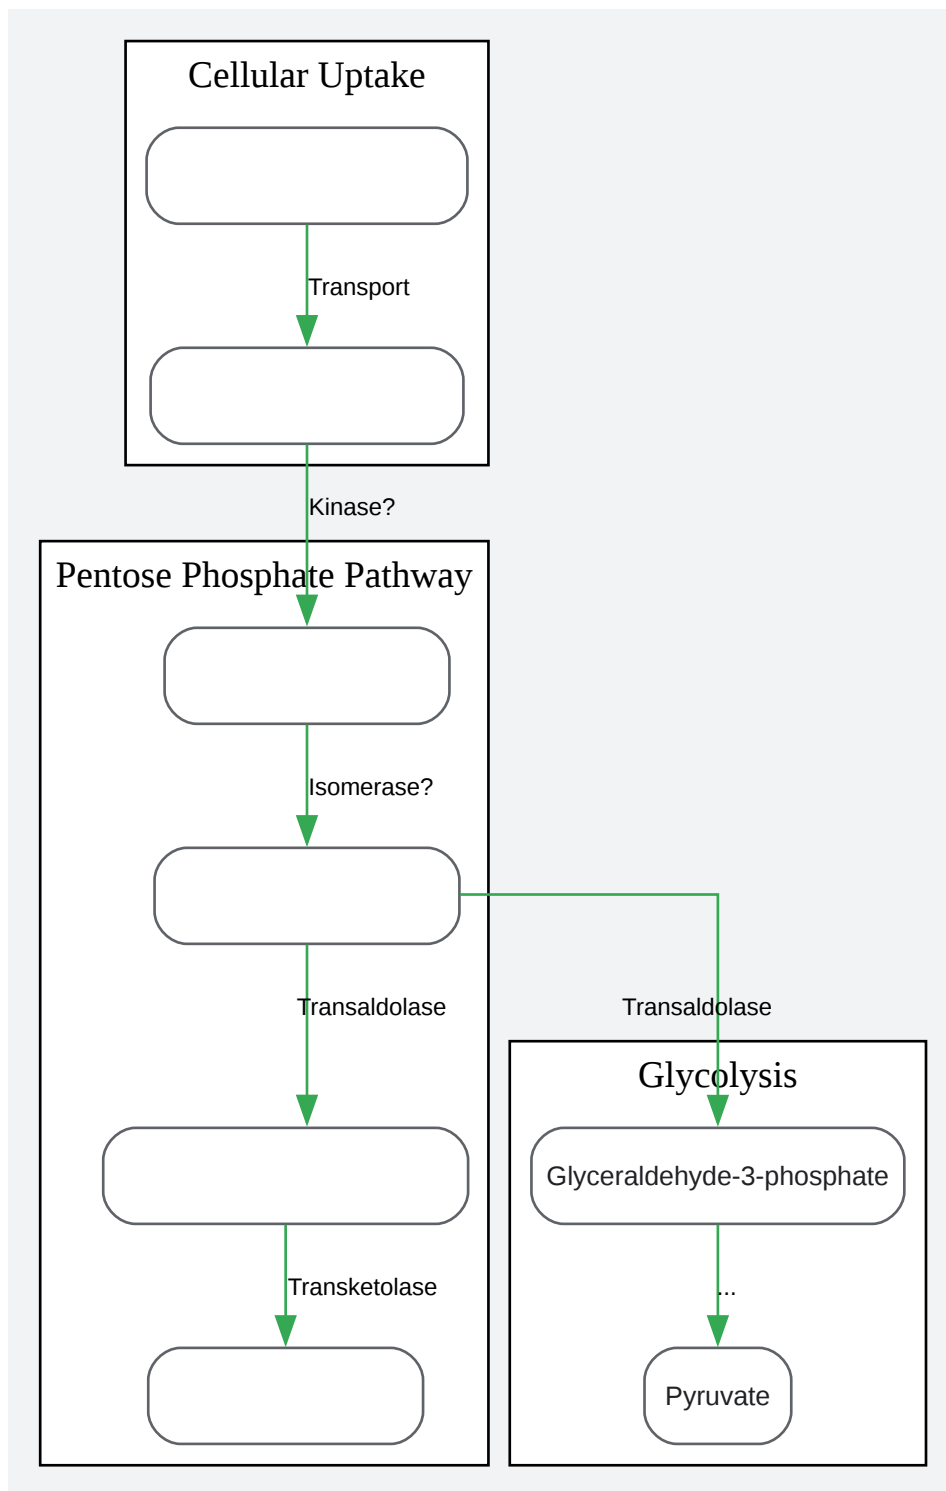 Cellular Uptake
Transport
Kinase?
Pentose Phosphate Pathway
Isomerase?
Transaldolase
Transaldolase
Glycolysis
Glyceraldehyde-3-phosphate
Transketolase
...
Pyruvate